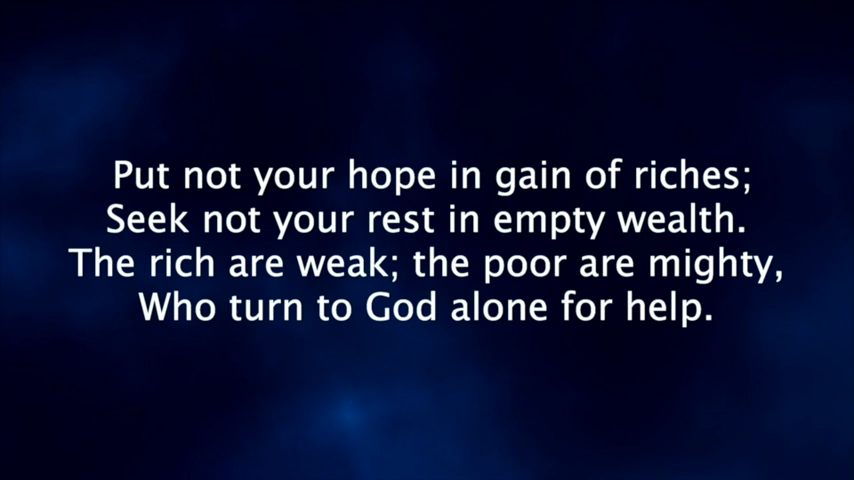 Put not your hope in gain of riches;
Seek not your rest in empty wealth.
The rich are weak; the poor are mighty,
Who turn to God alone for help.